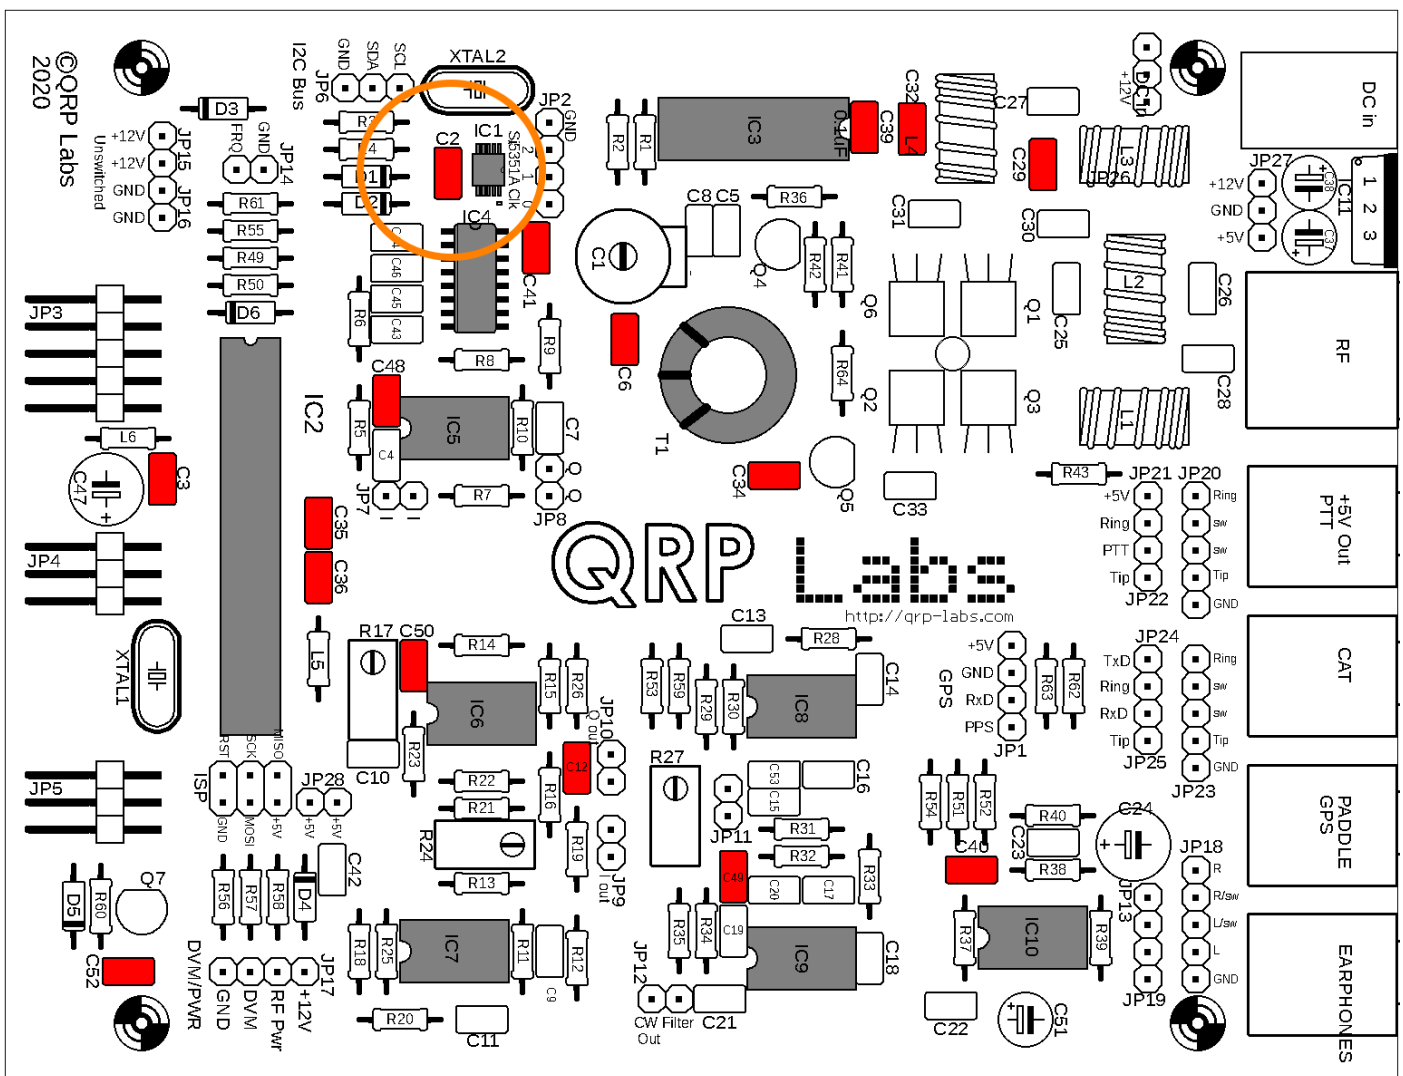 ©QRP Labs
2020
I2C Bus
GND
SDA
SCL
JP6
XTAL2
D3
+12V
+12V
GND
GND
Unswitched
JP15
JP16
FRQ
GND
JP14
R61
R55
R49
R50
D6
D1
D2
C2
IC1
Si5351A Clk
JP2
GND
2
1
0
IC4
C46
C45
C43
C41
R6
R8
R9
R2
R1
IC3
0.1uF
C39
C32
L4
C27
C29
L3
JP26
+12V
DC in
JP27
+12V
GND
+5V
C38
C37
C11
1
2
3
C8
C5
R36
C31
C30
C1
Q4
R42
R41
Q6
Q1
C25
L2
C26
C28
RF
C6
T1
R64
Q2
Q3
L1
JP3
L6
C47
C3
IC2
C48
R5
C4
IC5
R10
C7
Q
Q
JP7
I
I
R7
JP8
C34
Q5
C33
R43
JP21
JP20
+5V
Ring
PTT
Tip
JP22
Ring
sw
sw
Tip
GND
+5V Out
PTT
C35
C36
JP4
QRP Labs
http://qrp-labs.com
XTAL1
L5
R17
C50
R14
IC6
R15
R26
R23
C10
Q out
JP10
C13
R28
R53
R59
R29
R30
IC8
C14
+5V
GND
RxD
PPS
GPS
JP1
R63
R62
JP24
TxD
Ring
RxD
Tip
JP25
Ring
sw
sw
Tip
GND
JP23
CAT
JP5
RST
SCK
MISO
ISP
GND
MOSI
+5V
JP28
+5V
+5V
R22
R21
R24
R13
R16
C12
R19
JP9
I out
R27
JP11
C53
C15
C16
R31
R32
C49
C20
C17
R33
R54
R51
R52
C40
R40
C23
R38
C24
JP18
R
R/sw
L/sw
L
GND
JP13
JP19
PADDLE
GPS
Q7
D5
R60
C52
R56
R57
R58
D4
C42
DVM/PWR
GND
DVM
RF Pwr
+12V
JP17
R18
R25
IC7
R11
C9
R12
R20
C11
R35
R34
C19
IC9
C18
JP12
CW Filter
Out
C21
R37
IC10
R39
C22
C51
EARPHONES